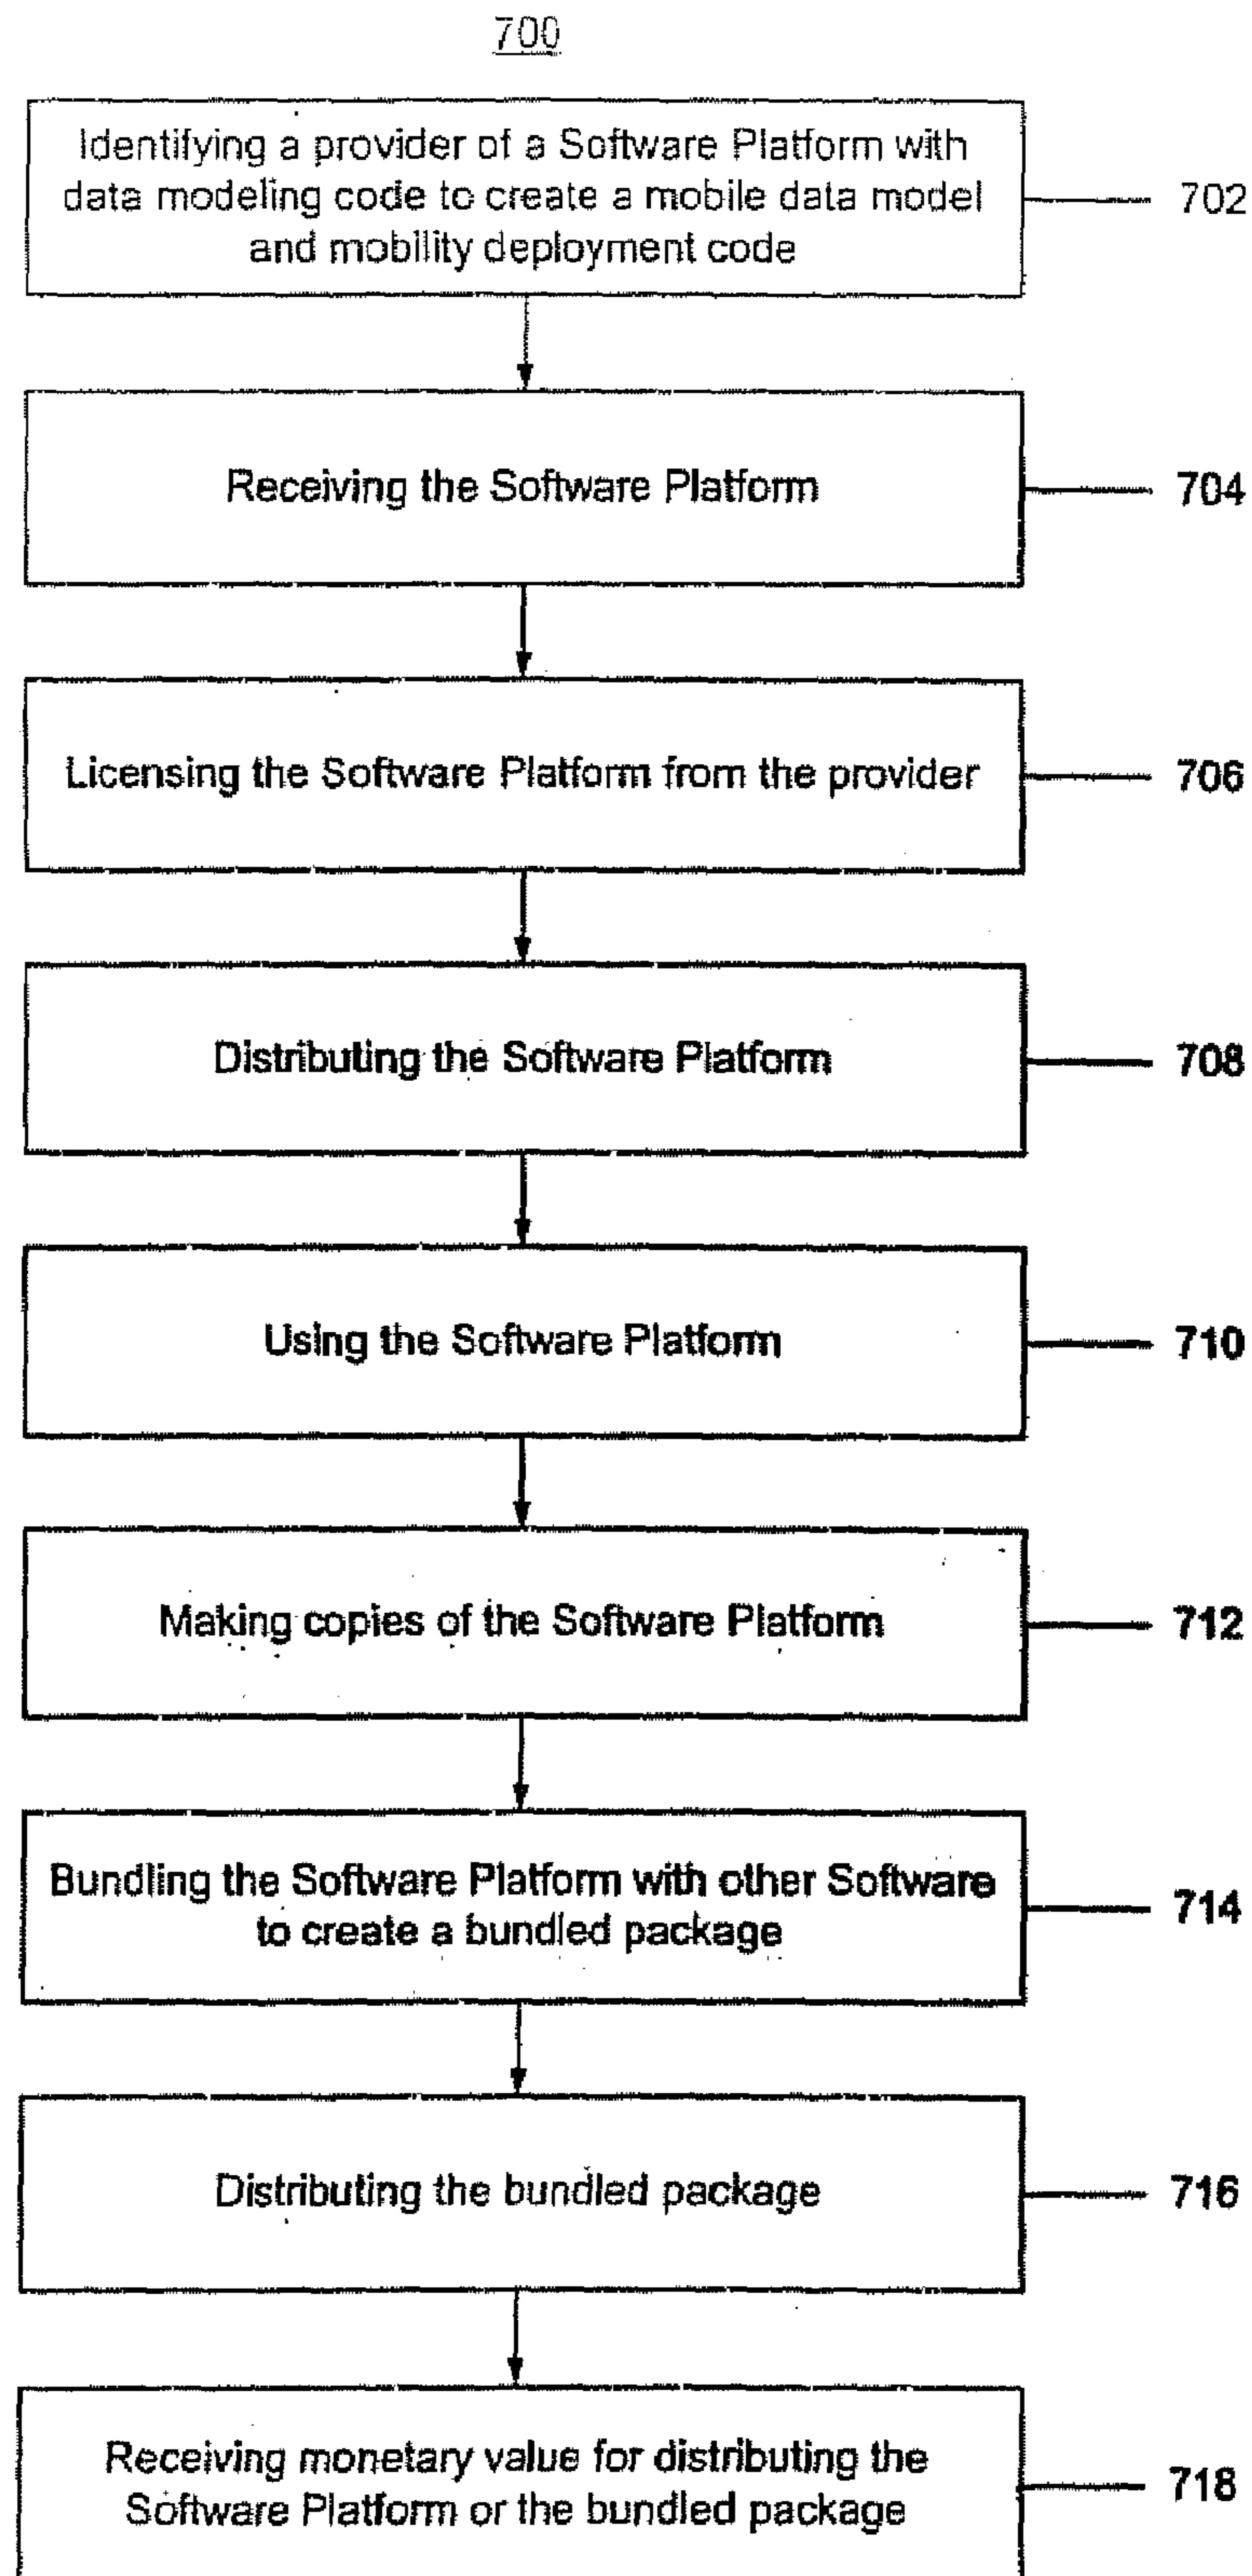 700
Identifying a provider of a Software Platform with
data modeling code to create a mobile data model
and mobility deployment code
702
Receiving the Software Platform
704
Licensing the Software Platform from the provider
706
Distributing the Software Platform
708
Using the Software Platform
710
Making copies of the Software Platform
712
Bundling the Software Platform with other Software
to create a bundled package
714
Distributing the bundled package
716
Receiving monetary value for distributing the
Software Platform or the bundled package
718